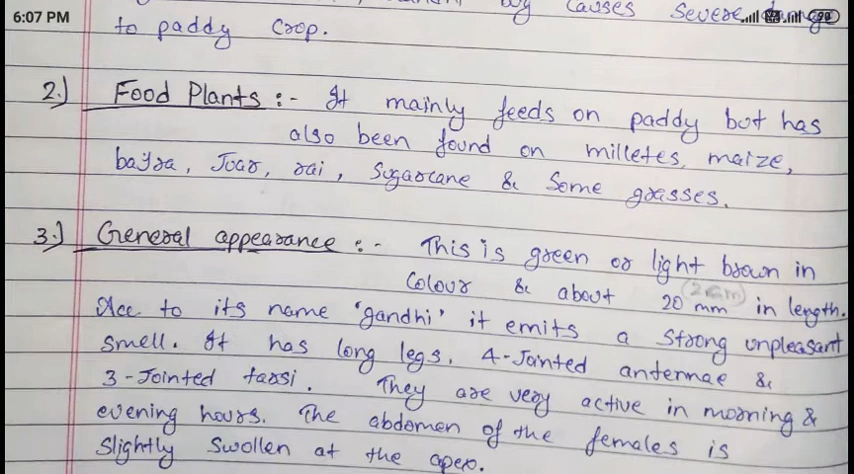 6:07 PM
bug causes severe
to paddy crop.
2.) Food Plants :- It mainly feeds on paddy but has
also been found on milletes, maize,
bajra, Joar, rai, Sugarcane & Some grasses.
3.) General appearance :- This is green or light brown in
Colour & about 20 mm (2cm) in length.
Acc to its name 'gandhi' it emits a strong unpleasant
smell. It has long legs, 4-Jointed antennae &
3-Jointed tarsi. They are very active in morning &
evening hours. The abdomen of the females is
slightly swollen at the apex.